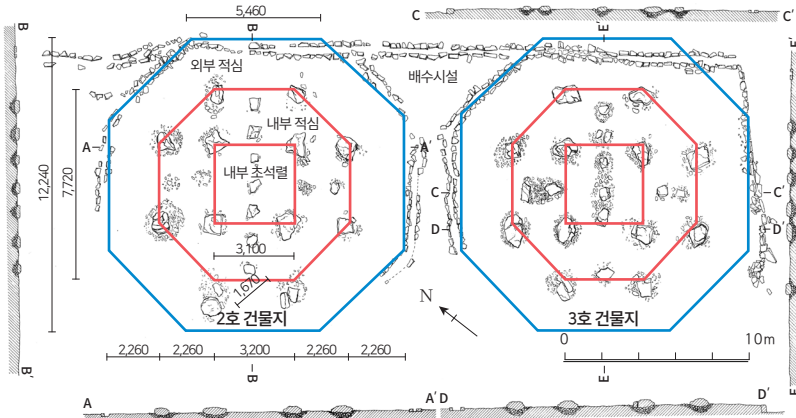 5,460
B
E'
C
C'
B
외부 적심
배수시설
내부 적심
A
A'
내부 초석렬
12,240
7,720
C
C'
D
D'
3,100
1,670
N
2호 건물지
3호 건물지
0
10m
2,260
2,260
3,200
2,260
2,260
B'
B
E
A
A'
D
D'